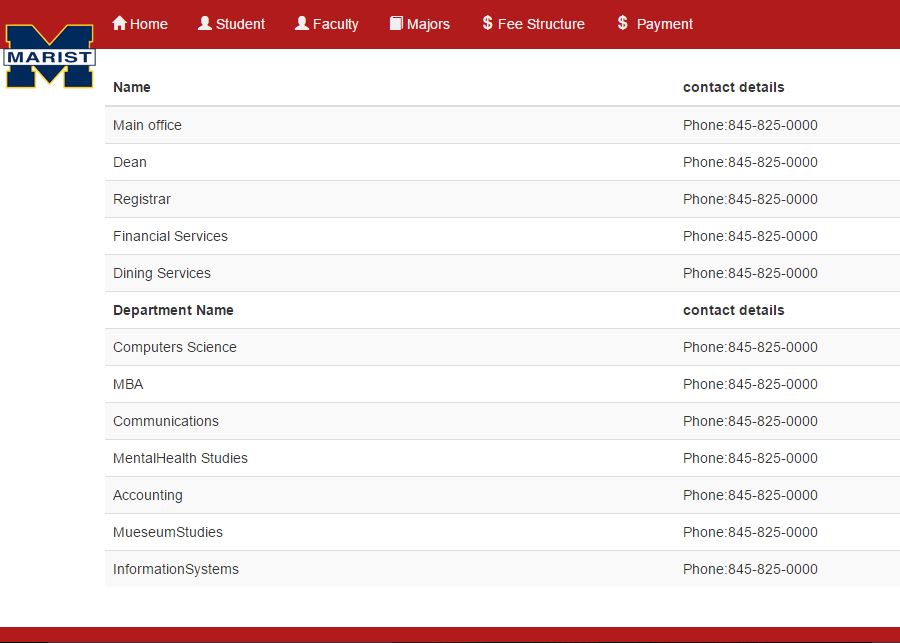 Home Student Faculty Majors $ Fee Structure $ Payment
MARIST
Name contact details
Main office Phone:845-825-0000
Dean Phone:845-825-0000
Registrar Phone:845-825-0000
Financial Services Phone:845-825-0000
Dining Services Phone:845-825-0000
Department Name contact details
Computers Science Phone:845-825-0000
MBA Phone:845-825-0000
Communications Phone:845-825-0000
MentalHealth Studies Phone:845-825-0000
Accounting Phone:845-825-0000
MueseumStudies Phone:845-825-0000
InformationSystems Phone:845-825-0000